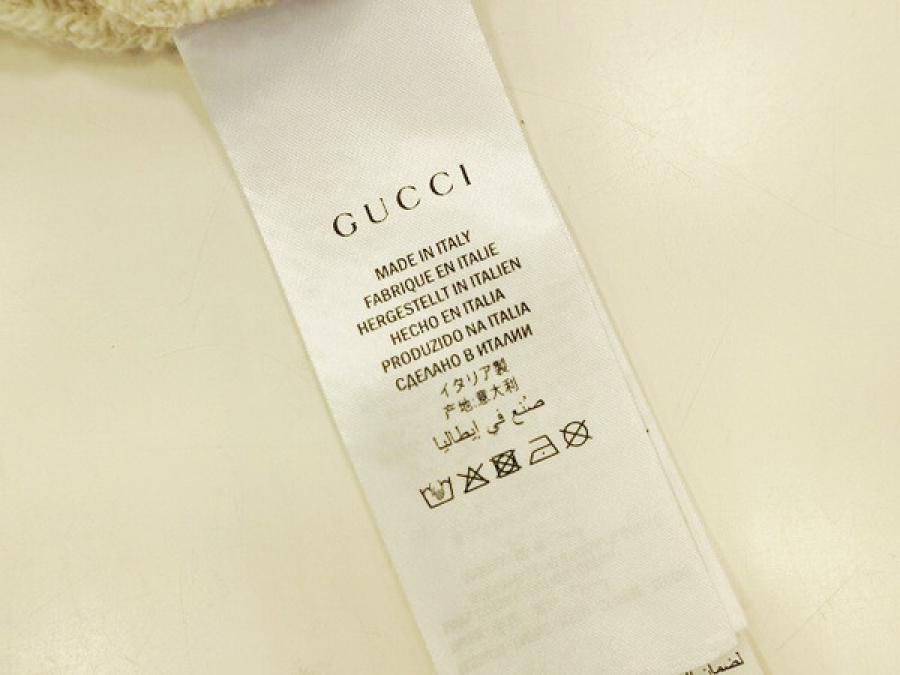 GUCCI
MADE IN ITALY
FABRIQUE EN ITALIE
HERGESTELLT IN ITALIEN
HECHO EN ITALIA
PRODUZIDO NA ITALIA
СДЕЛАНО В ИТАЛИИ
イタリア製
产地:意大利
صنع في إيطاليا
لضمان